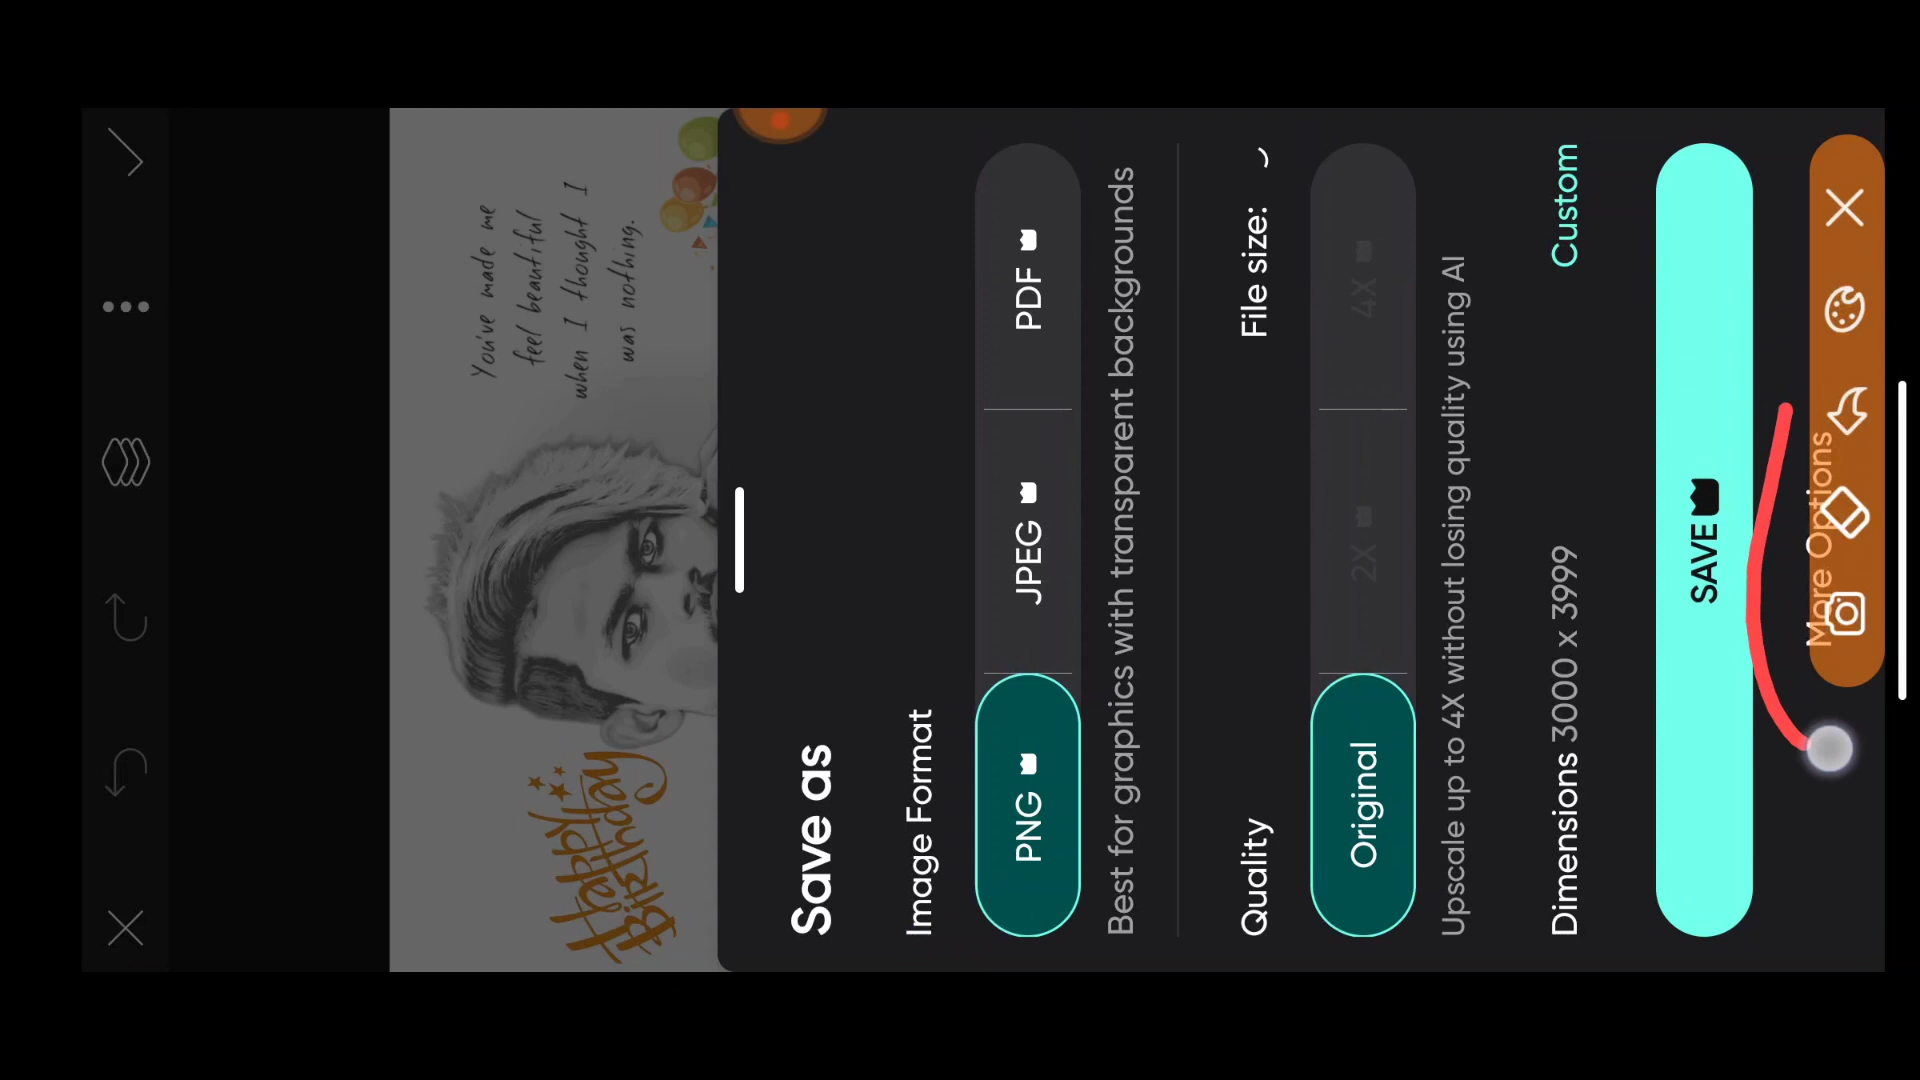 You've made me
feel beautiful
when I thought I
was nothing.
Happy
Birthday
Save as
Image Format
PNG JPEG PDF
Best for graphics with transparent backgrounds
Quality File size:
Original 2X 4X
Upscale up to 4X without losing quality using AI
Dimensions 3000 x 3999 Custom
SAVE
More Options